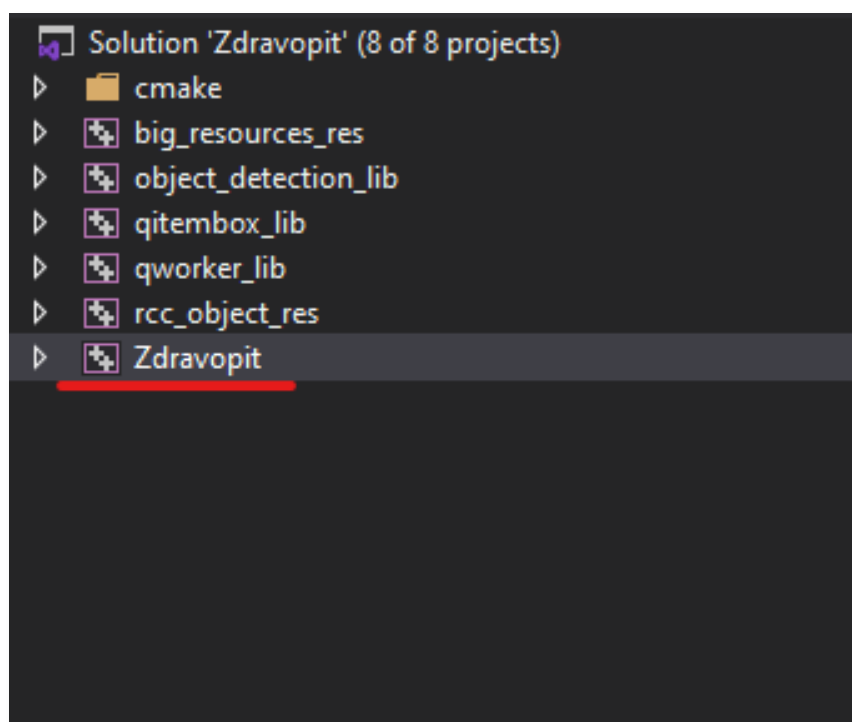 Solution 'Zdravopit' (8 of 8 projects)
cmake
big_resources_res
object_detection_lib
qitembox_lib
qworker_lib
rcc_object_res
Zdravopit